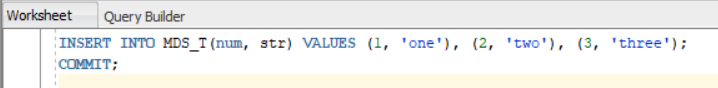 Worksheet Query Builder
INSERT INTO MDS_T(num, str) VALUES (1, 'one'), (2, 'two'), (3, 'three');
COMMIT;